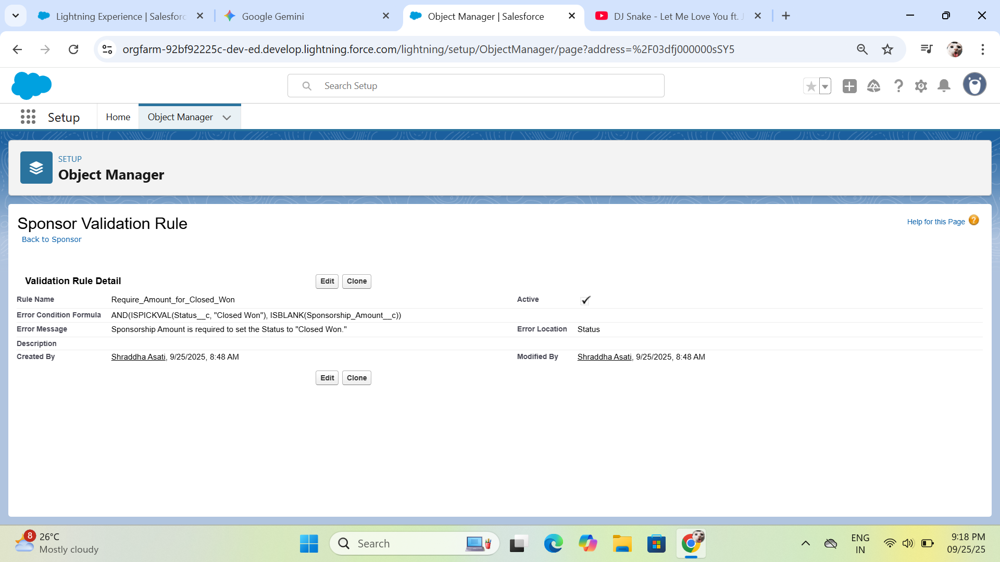 Lightning Experience | Salesforc
Google Gemini
Object Manager | Salesforce
DJ Snake - Let Me Love You ft. J
orgfarm-92bf92225c-dev-ed.develop.lightning.force.com/lightning/setup/ObjectManager/page?address=%2F03dfj000000sSY5
Search Setup
Setup
Home
Object Manager
SETUP
Object Manager
Sponsor Validation Rule
Help for this Page
Back to Sponsor
Validation Rule Detail
Edit
Clone
Rule Name
Require_Amount_for_Closed_Won
Active
Error Condition Formula
AND(ISPICKVAL(Status__c, "Closed Won"), ISBLANK(Sponsorship_Amount__c))
Error Message
Sponsorship Amount is required to set the Status to "Closed Won."
Error Location
Status
Description
Created By
Shraddha Asati, 9/25/2025, 8:48 AM
Modified By
Shraddha Asati, 9/25/2025, 8:48 AM
Edit
Clone
8
26°C
Mostly cloudy
Search
ENG
IN
9:18 PM
09/25/25